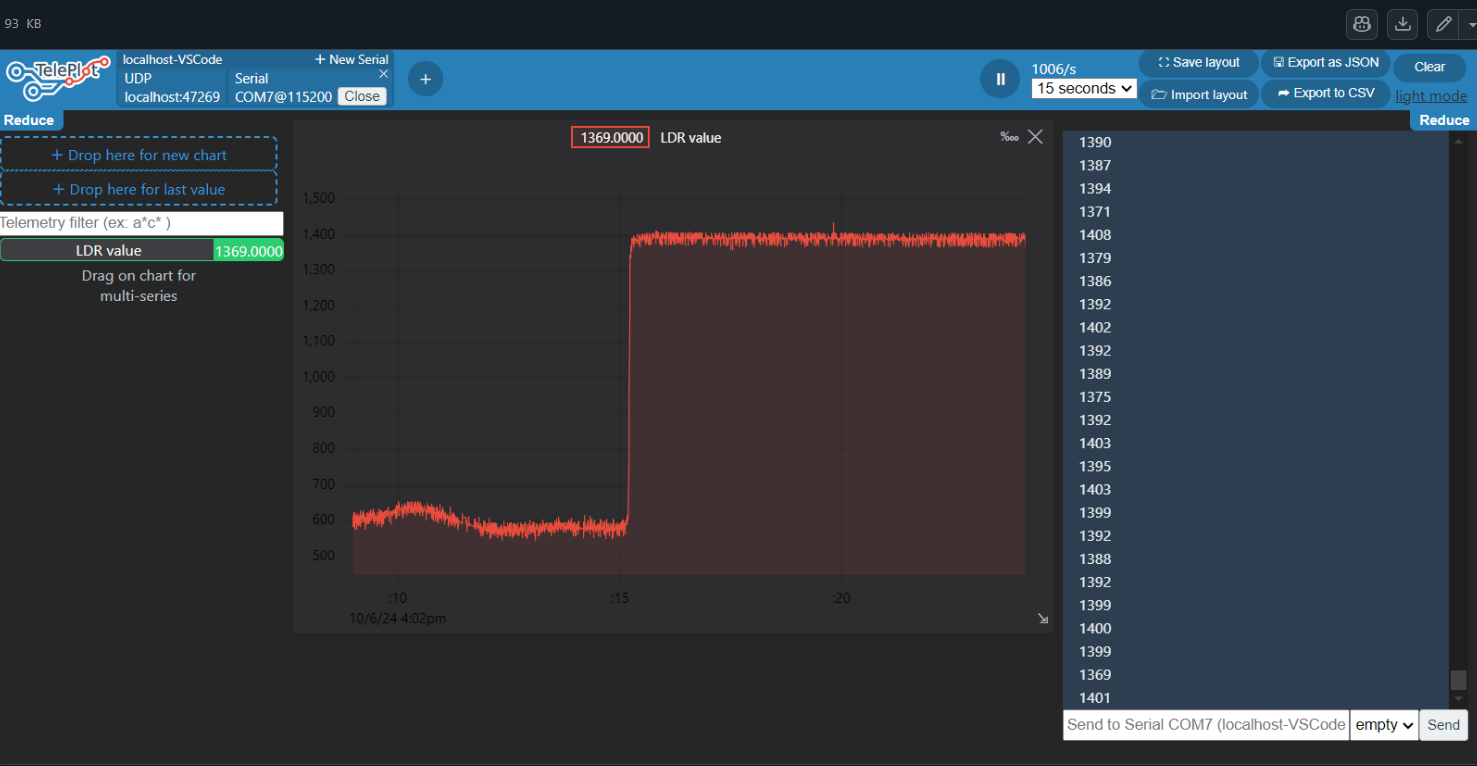 93 KB
TelePlot
localhost-VSCode
+ New Serial
UDP
localhost:47269
Serial
COM7@115200 Close
+
1006/s
15 seconds
Save layout
Import layout
Export as JSON
Export to CSV
Clear
light mode
Reduce
Reduce
+ Drop here for new chart
+ Drop here for last value
Telemetry filter (ex: a*c* )
LDR value 1369.0000
Drag on chart for
multi-series
1369.0000 LDR value
1,500
1,400
1,300
1,200
1,100
1,000
900
800
700
600
500
:10 :15 :20
10/6/24 4:02pm
1390
1387
1394
1371
1408
1379
1386
1392
1402
1392
1389
1375
1392
1403
1395
1403
1399
1392
1388
1392
1399
1400
1399
1369
1401
Send to Serial COM7 (localhost-VSCode empty Send